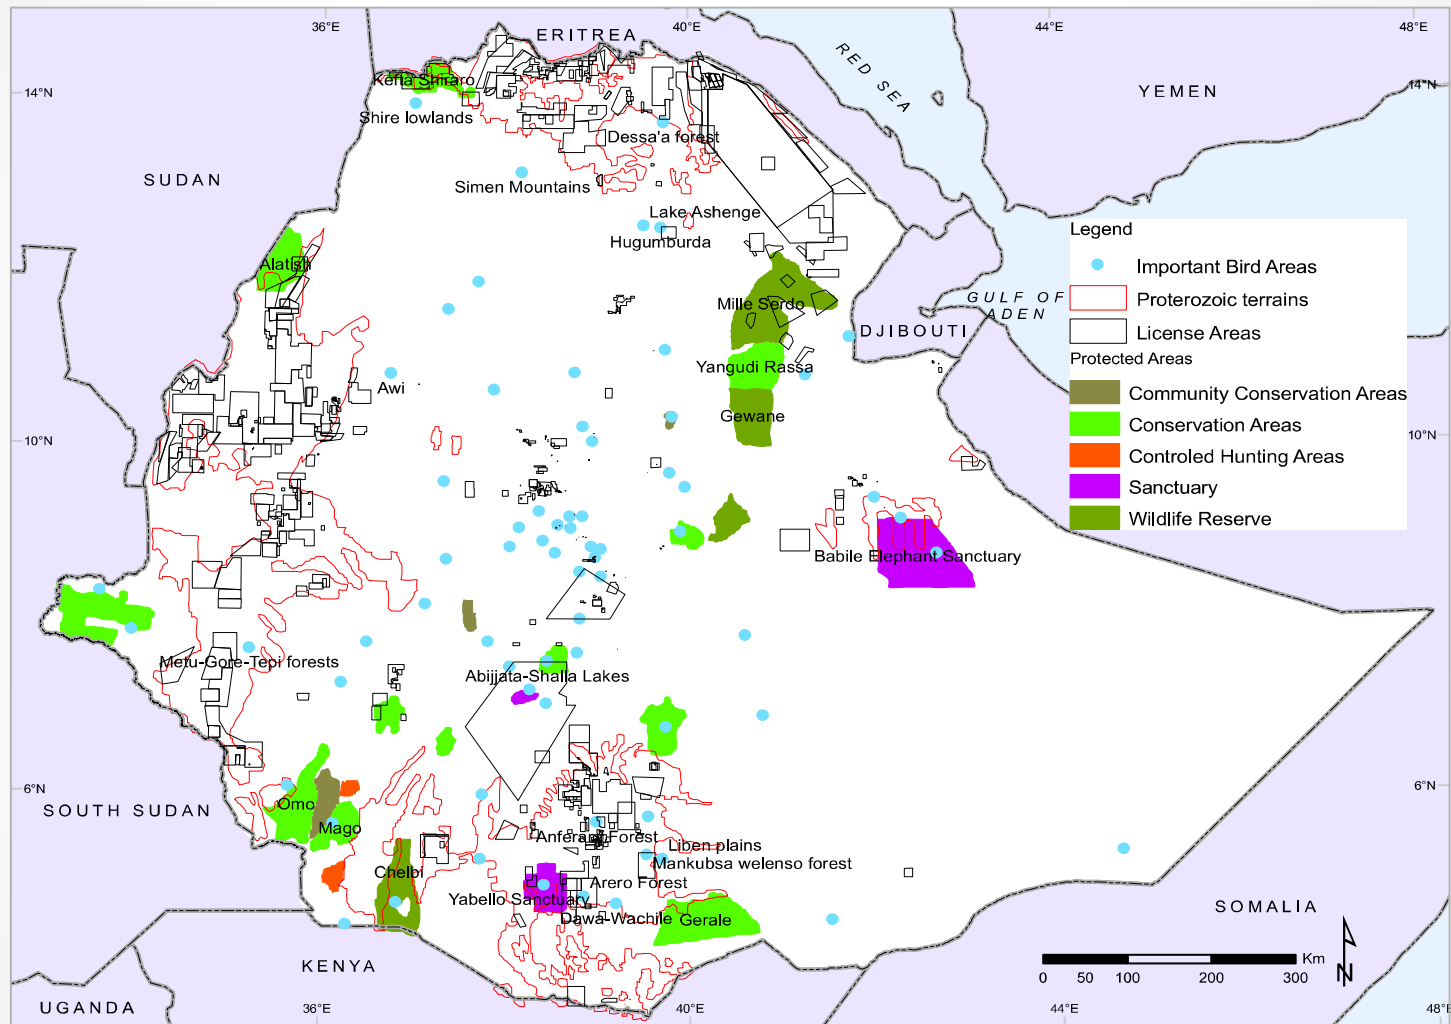 36°E
40°E
44°E
48°E
ERITREA
RED SEA
YEMEN
14°N
14°N
Kefta Shiraro
Shire lowlands
Dessa'a forest
SUDAN
Simen Mountains
Lake Ashenge
Hugumburda
Legend
Important Bird Areas
Proterozoic terrains
License Areas
Protected Areas
Community Conservation Areas
Conservation Areas
Controled Hunting Areas
Sanctuary
Wildlife Reserve
Alatish
Mille Serdo
GULF OF
ADEN
DJIBOUTI
Yangudi Rassa
Awi
Gewane
10°N
10°N
Babile Elephant Sanctuary
Metu-Gore-Tepi forests
Abijjata-Shalla Lakes
6°N
6°N
SOUTH SUDAN
Omo
Mago
Anferara Forest
Liben plains
Mankubsa welenso forest
Chelbi
Arero Forest
Yabello Sanctuary
Dawa-Wachile
Gerale
SOMALIA
KENYA
Km
0 50 100 200 300
N
UGANDA
36°E
40°E
44°E
48°E